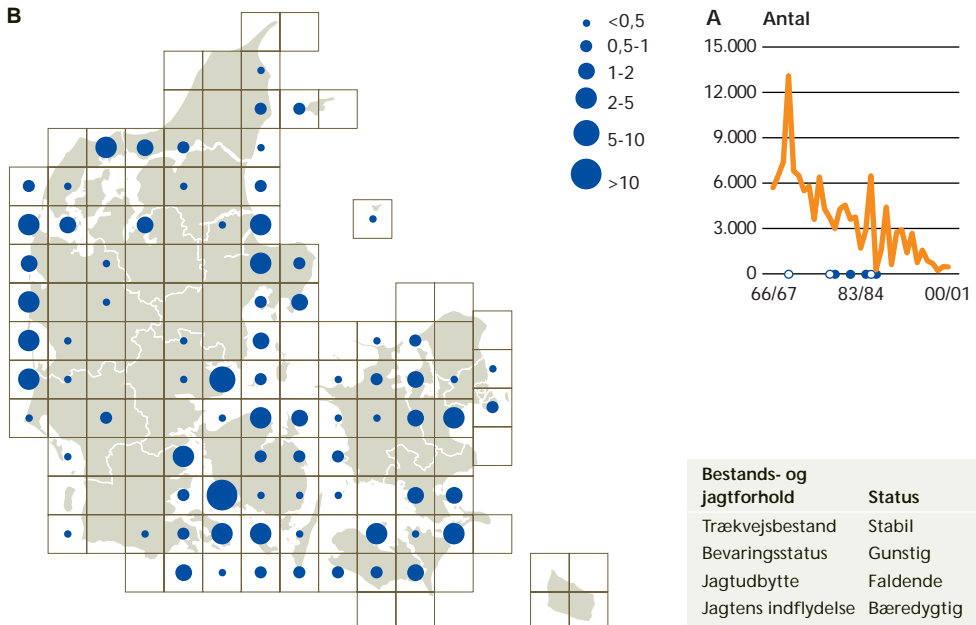 B
<0,5
0,5-1
1-2
2-5
5-10
>10
A Antal
15.000
12.000
9.000
6.000
3.000
0
66/67 83/84 00/01
Bestands- og
jagtforhold Status
Trækvejsbestand Stabil
Bevaringsstatus Gunstig
Jagtudbytte Faldende
Jagtens indflydelse Bæredygtig